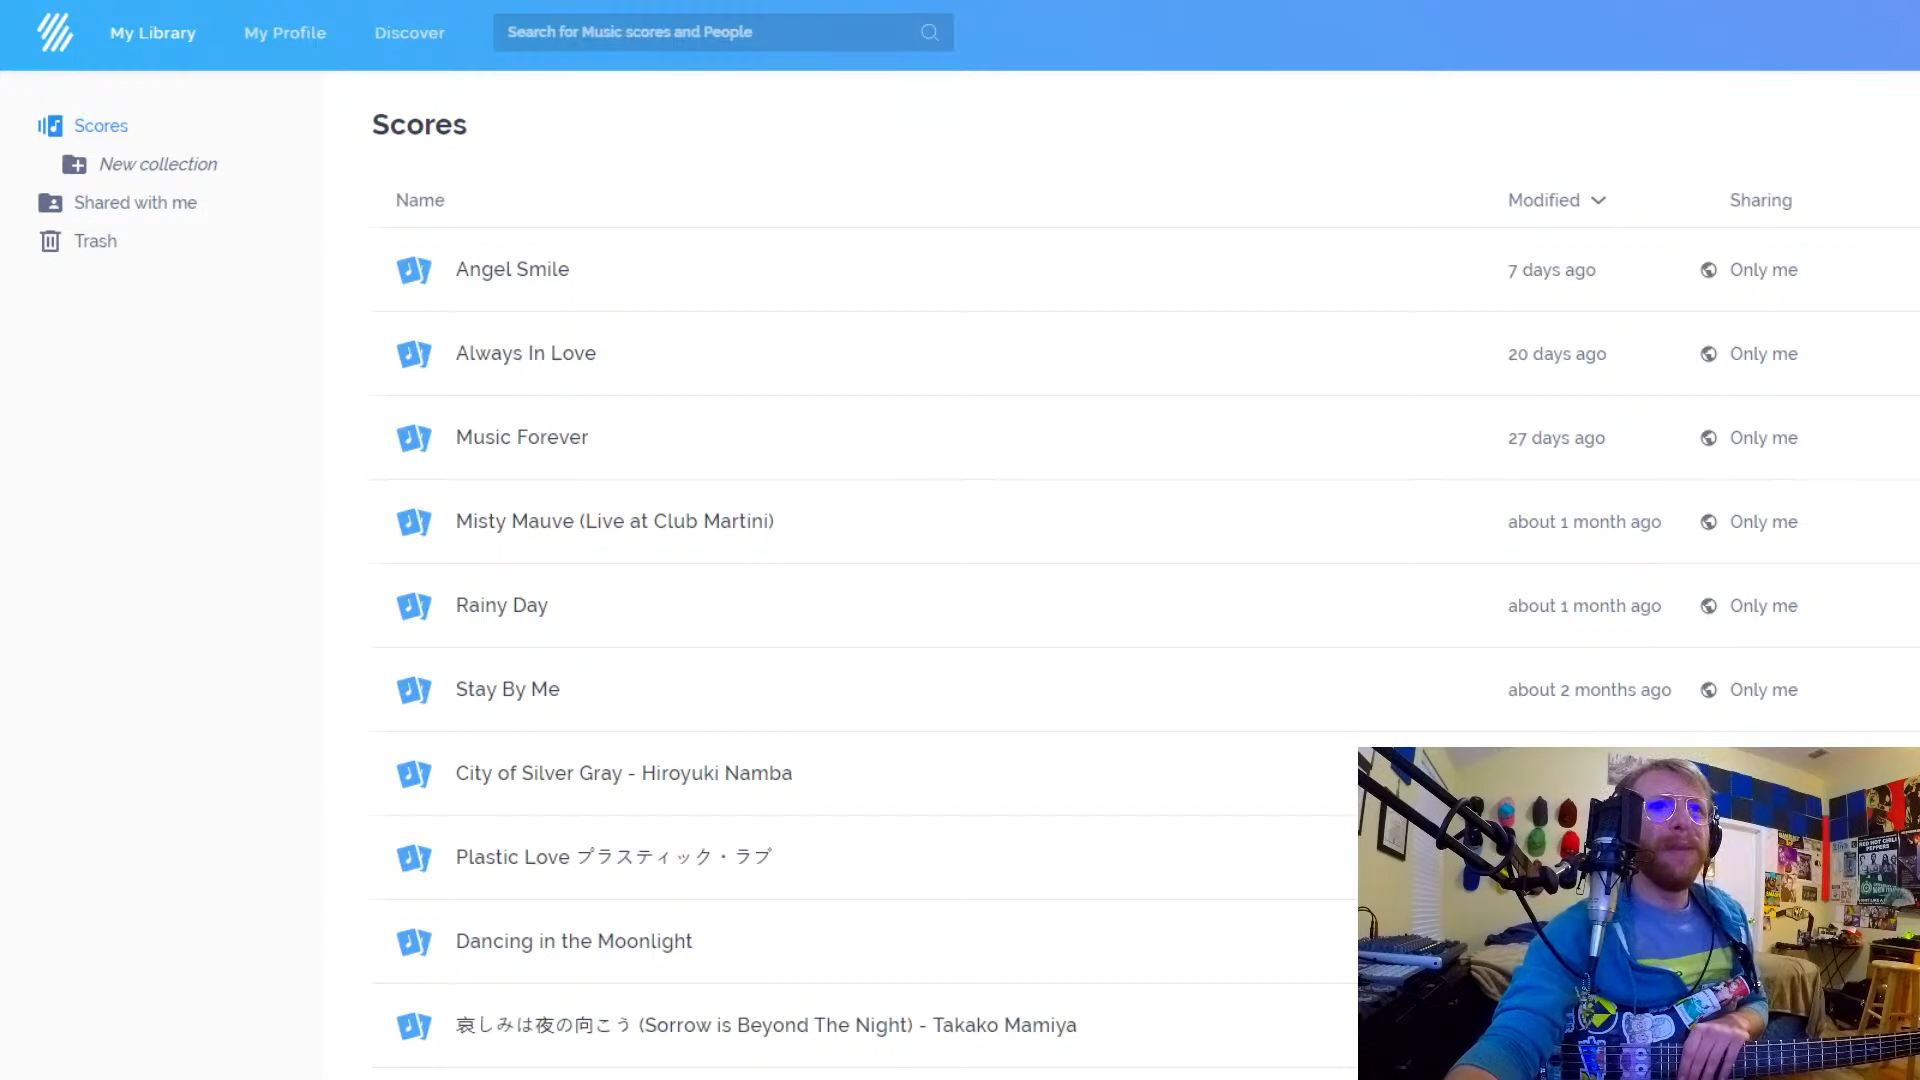 My Library My Profile Discover Search for Music scores and People
Scores
New collection
Shared with me
Trash
Scores
Name Modified Sharing
Angel Smile 7 days ago Only me
Always In Love 20 days ago Only me
Music Forever 27 days ago Only me
Misty Mauve (Live at Club Martini) about 1 month ago Only me
Rainy Day about 1 month ago Only me
Stay By Me about 2 months ago Only me
City of Silver Gray - Hiroyuki Namba
Plastic Love プラスティック・ラブ
Dancing in the Moonlight
哀しみは夜の向こう (Sorrow is Beyond The Night) - Takako Mamiya
RED HOT CHILI
PEPPERS